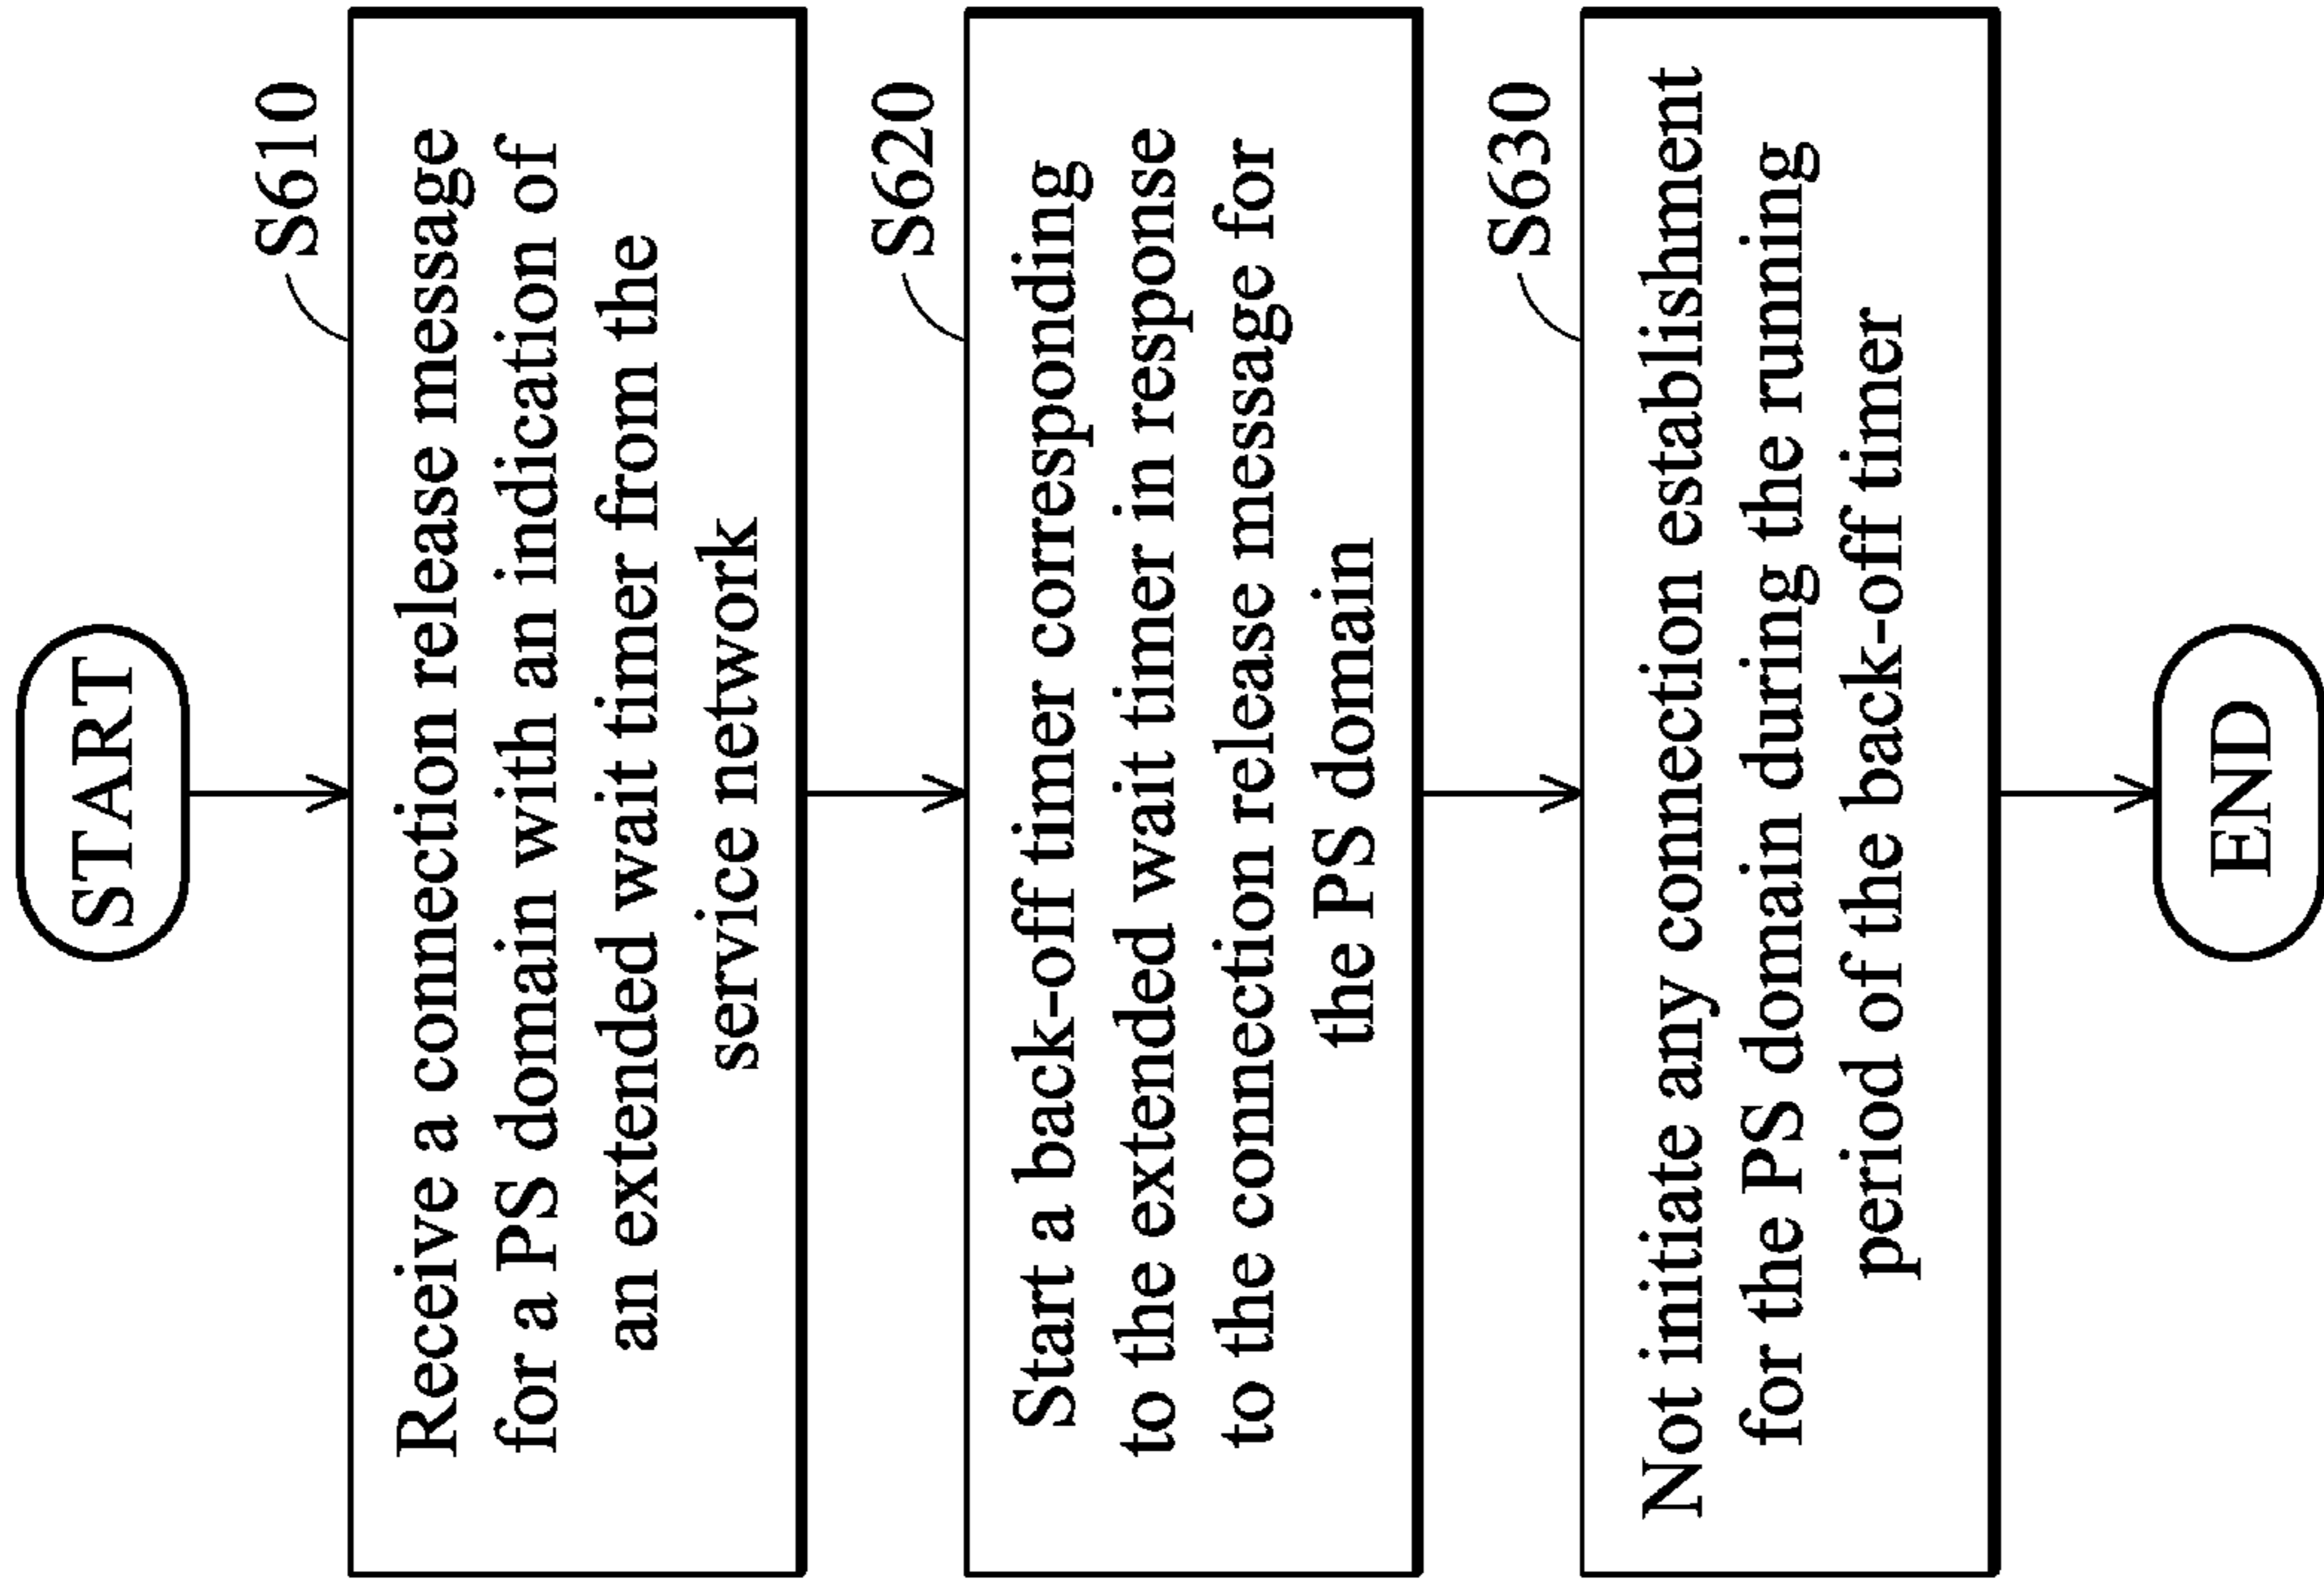 START
S610
Receive a connection release message
for a PS domain with an indication of
an extended wait timer from the
service network
S620
Start a back-off timer corresponding
to the extended wait timer in response
to the connection release message for
the PS domain
S630
Not initiate any connection establishment
for the PS domain during the running
period of the back-off timer
END